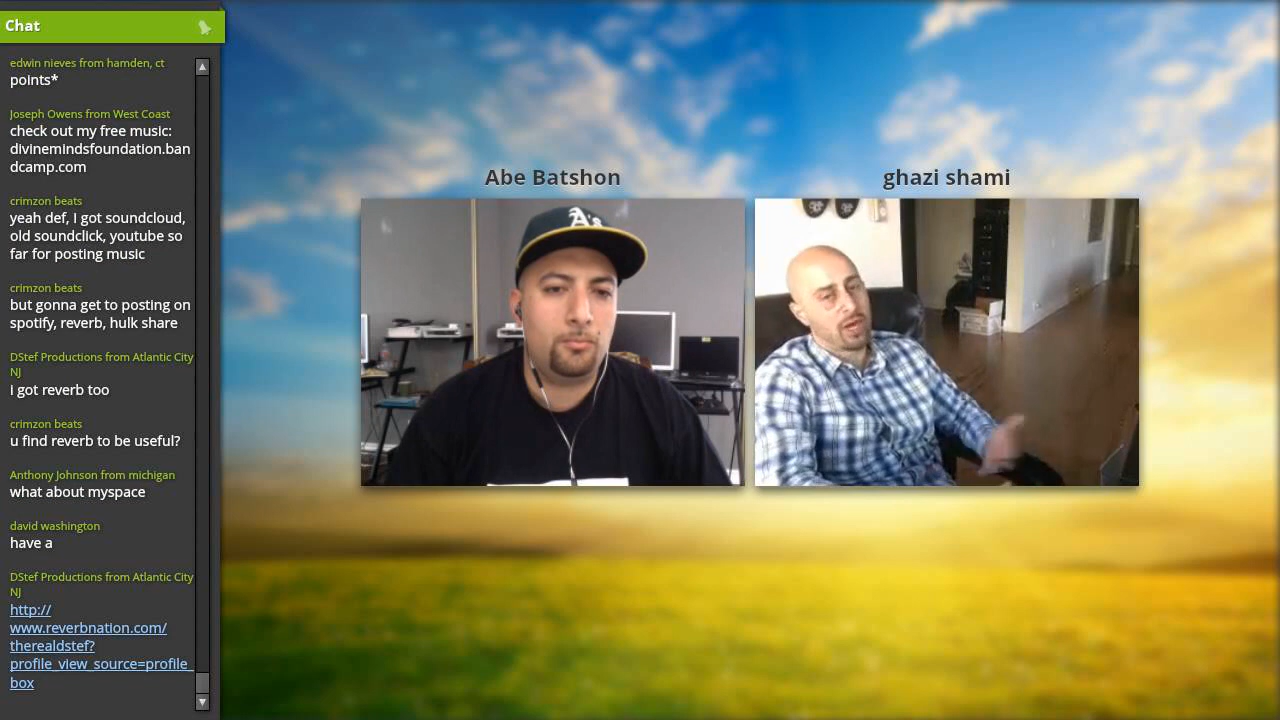 Chat
edwin nieves from hamden, ct
points*
Joseph Owens from West Coast
check out my free music:
divinemindsfoundation.ban
dcamp.com
crimzon beats
yeah def, I got soundcloud,
old soundclick, youtube so
far for posting music
crimzon beats
but gonna get to posting on
spotify, reverb, hulk share
DStef Productions from Atlantic City
NJ
i got reverb too
crimzon beats
u find reverb to be useful?
Anthony Johnson from michigan
what about myspace
david washington
have a
DStef Productions from Atlantic City
NJ
http://
www.reverbnation.com/
therealdstef?
profile_view_source=profile_
box
Abe Batshon
ghazi shami
A's